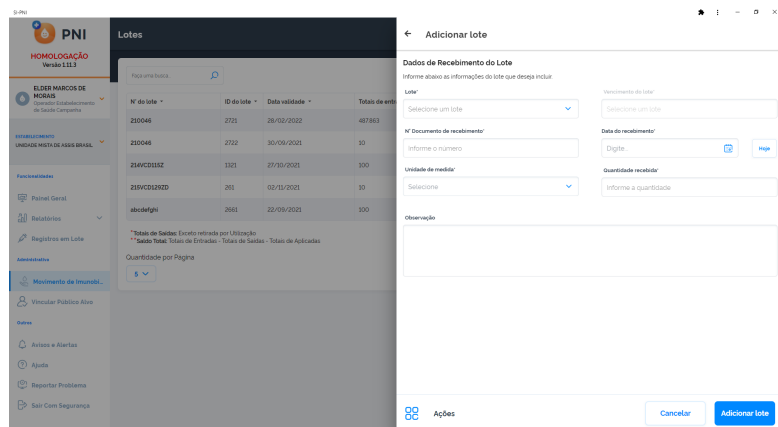 SI-PNI
PNI
HOMOLOGAÇÃO
Versão 1.11.3
ELDER MARCOS DE
MORAIS
Operador Estabelecimento
de Saúde Campanha
ESTABELECIMENTO
UNIDADE MISTA DE ASSIS BRASIL
Funcionalidades
Painel Geral
Relatórios
Registros em Lote
Administrativo
Movimento de Imunobi...
Vincular Público Alvo
Outros
Avisos e Alertas
Ajuda
Reportar Problema
Sair Com Segurança
Lotes
Faça uma busca...
Nº do lote ID do lote Data validade Totais de entr
210046 2721 28/02/2022 487363
210046 2722 30/09/2021 10
214VCD115Z 1321 27/10/2021 100
215VCD129ZD 261 02/11/2021 10
abcdefghi 2661 22/09/2021 100
*Totais de Saídas: Exceto retirada por Utilização
**Saldo Total: Totais de Entradas - Totais de Saídas - Totais de Aplicadas
Quantidade por Página
5
Adicionar lote
Dados de Recebimento do Lote
Informe abaixo as informações do lote que deseja incluir.
Lote* Vencimento do lote*
Selecione um lote Selecione um lote
Nº Documento de recebimento* Data do recebimento*
Informe o número Digite... Hoje
Unidade de medida* Quantidade recebida*
Selecione Informe a quantidade
Observação
Ações Cancelar Adicionar lote